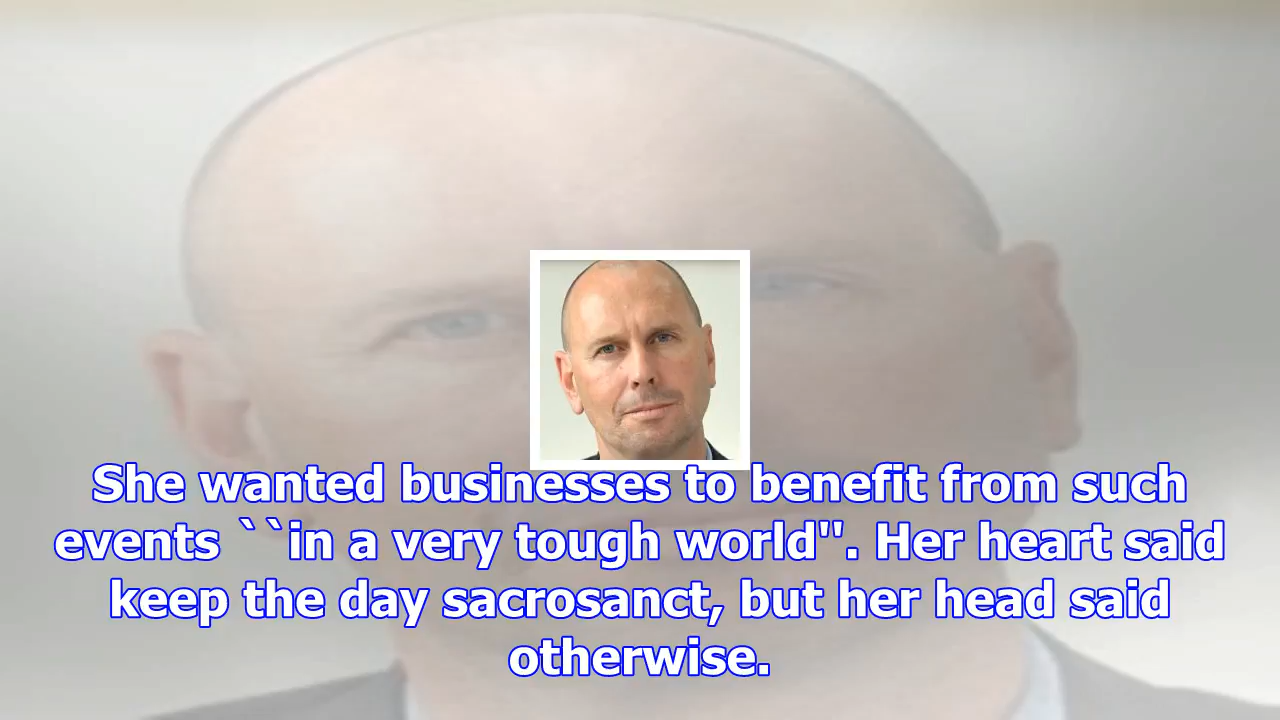 She wanted businesses to benefit from such
events ``in a very tough world". Her heart said
keep the day sacrosanct, but her head said
otherwise.